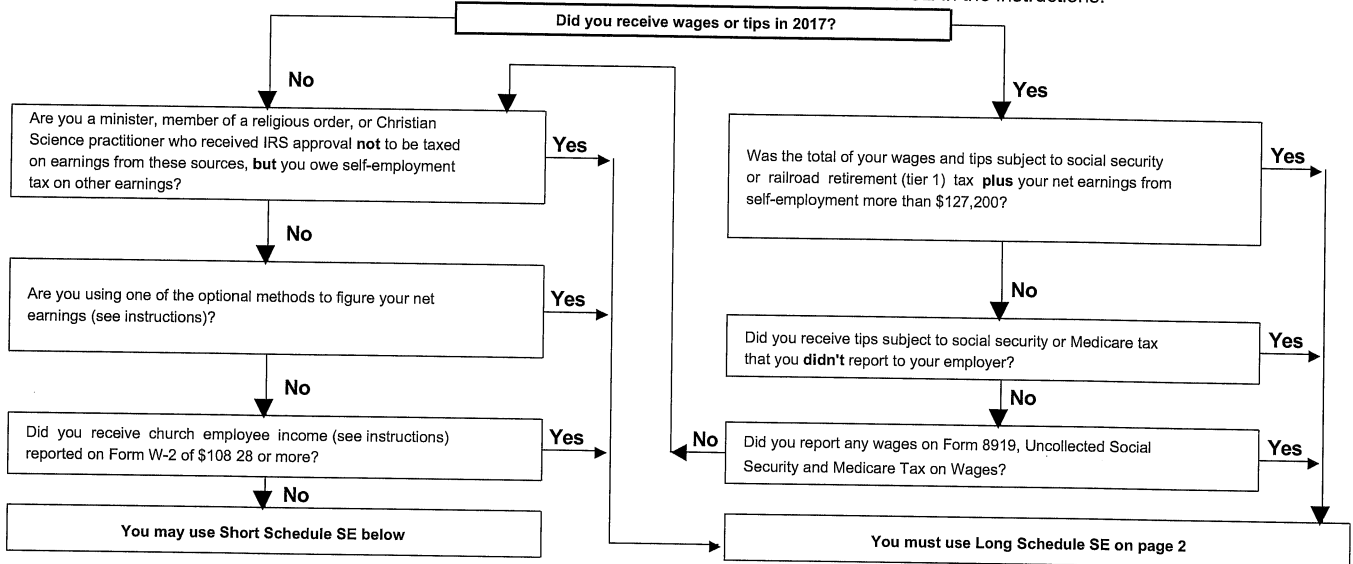 in the instructions.
Did you receive wages or tips in 2017?
No
Yes
Are you a minister, member of a religious order, or Christian
Science practitioner who received IRS approval not to be taxed
on earnings from these sources, but you owe self-employment
tax on other earnings?
Yes
No
Are you using one of the optional methods to figure your net
earnings (see instructions)?
Yes
No
Did you receive church employee income (see instructions)
reported on Form W-2 of $108 28 or more?
Yes
No
You may use Short Schedule SE below
Was the total of your wages and tips subject to social security
or railroad retirement (tier 1) tax plus your net earnings from
self-employment more than $127,200?
Yes
No
Did you receive tips subject to social security or Medicare tax
that you didn't report to your employer?
Yes
No
Did you report any wages on Form 8919, Uncollected Social
Security and Medicare Tax on Wages?
No
Yes
You must use Long Schedule SE on page 2